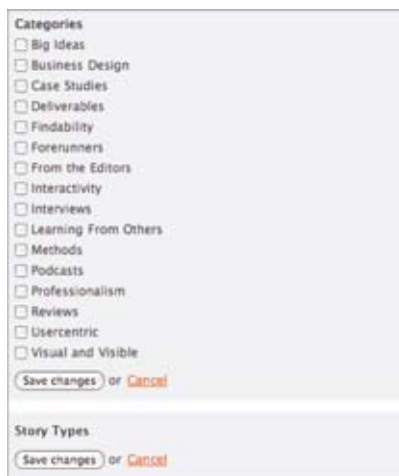 Categories
Big Ideas
Business Design
Case Studies
Deliverables
Findability
Forerunners
From the Editors
Interactivity
Interviews
Learning From Others
Methods
Podcasts
Professionalism
Reviews
Usercentric
Visual and Visible
Save changes or Cancel
Story Types
Save changes or Cancel